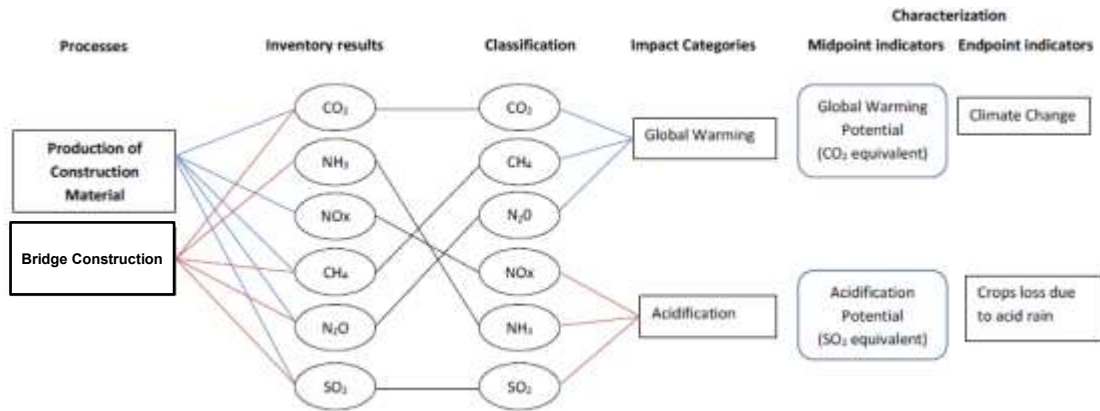 Characterization
Processes
Inventory results
Classification
Impact Categories
Midpoint indicators
Endpoint indicators
Production of
Construction
Material
Bridge Construction
CO₂
NH₃
NOx
CH₄
N₂O
SO₂
CO₂
CH₄
N₂0
NOx
NH₃
SO₂
Global Warming
Acidification
Global Warming
Potential
(CO₂ equivalent)
Acidification
Potential
(SO₂ equivalent)
Climate Change
Crops loss due
to acid rain